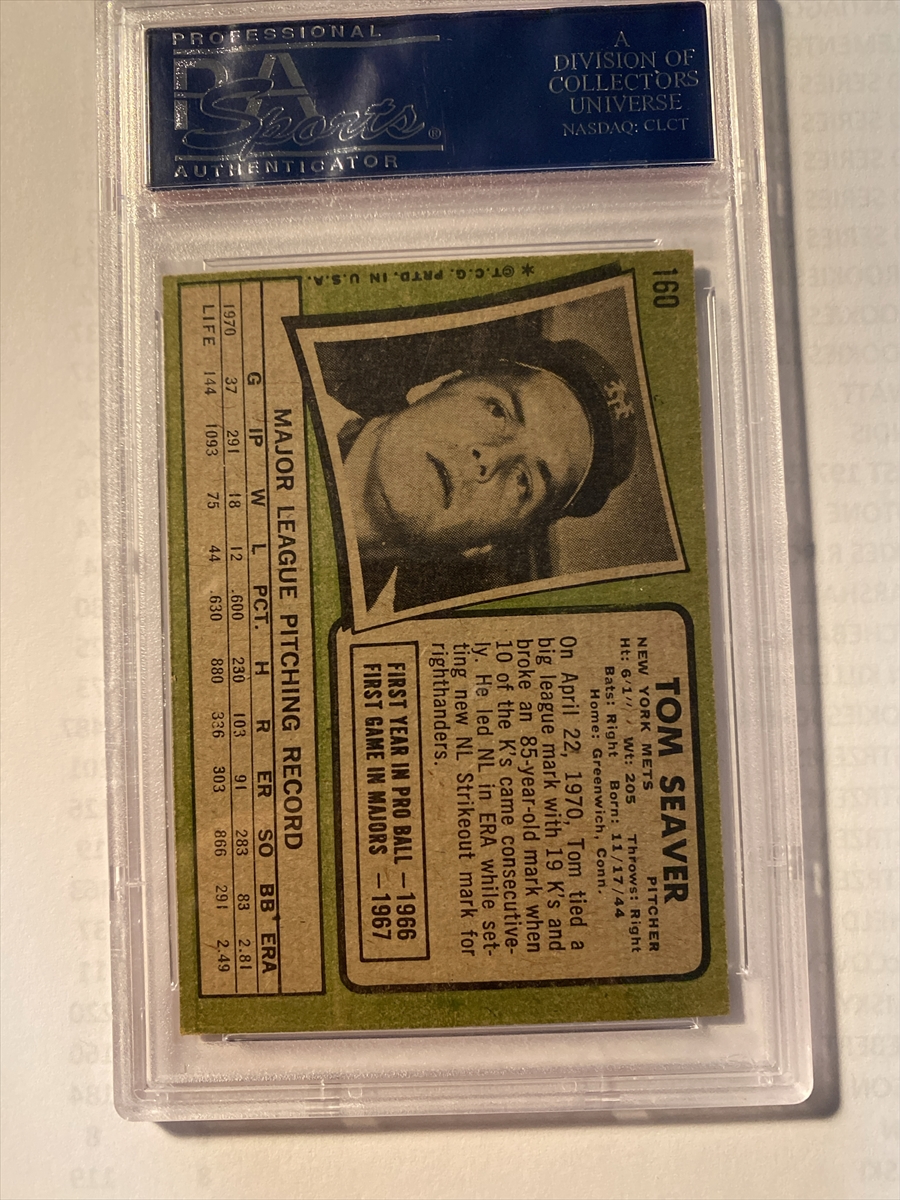 PROFESSIONAL
PSA
Sports®
AUTHENTICATOR
A
DIVISION OF
COLLECTORS
UNIVERSE
NASDAQ: CLCT
160
*©T.C.G. PRTD. IN U.S.A.
TOM SEAVER
NEW YORK METS PITCHER
Ht: 6'1" Wt: 205 Throws: Right
Bats: Right Born: 11/17/44
Home: Greenwich, Conn.
On April 22, 1970, Tom tied a
big league mark with 19 K's and
broke an 85-year-old mark when
10 of the K's came consecutive-
ly. He led NL in ERA while set-
ting new NL Strikeout mark for
righthanders.
FIRST YEAR IN PRO BALL —1966
FIRST GAME IN MAJORS —1967
MAJOR LEAGUE PITCHING RECORD
G IP W L PCT. H R ER SO BB ERA
1970 37 291 18 12 .600 230 103 91 283 83 2.81
LIFE 144 1093 75 44 .630 880 336 303 866 291 2.49